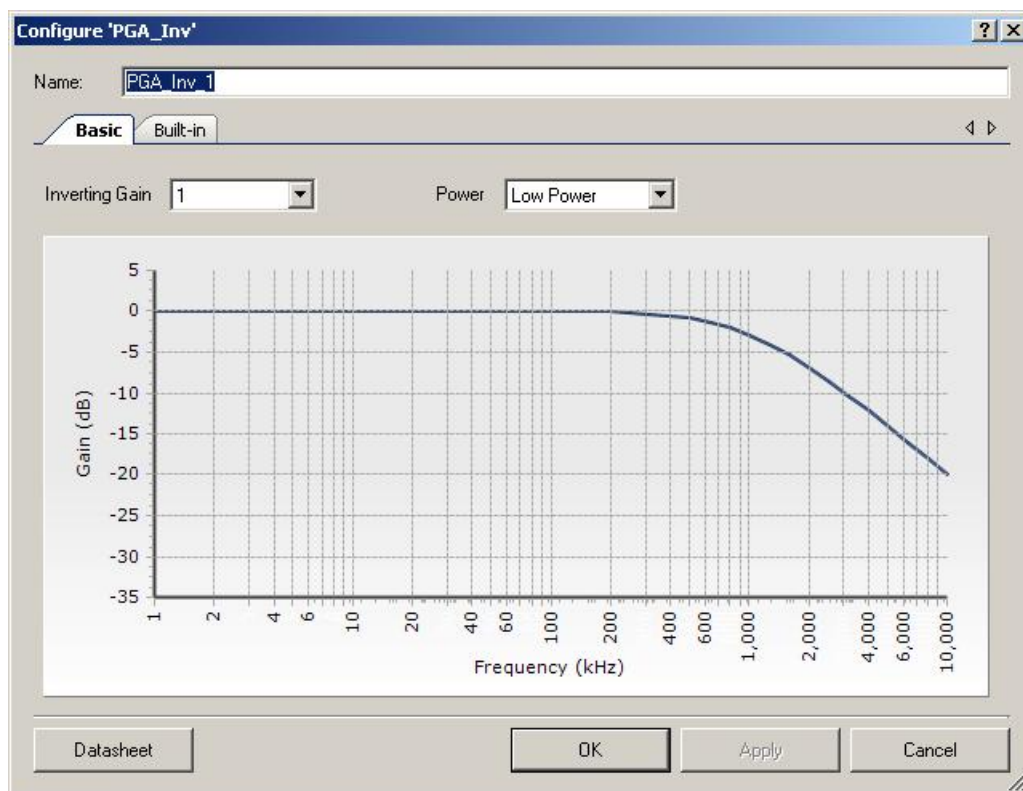 Configure 'PGA_Inv'
Name: PGA_Inv_1
Basic Built-in
Inverting Gain 1 Power Low Power
5
0
-5
-10
-15
-20
-25
-30
-35
Gain (dB)
1 2 4 6 10 20 40 60 100 200 400 600 1,000 2,000 4,000 6,000 10,000
Frequency (kHz)
Datasheet OK Apply Cancel